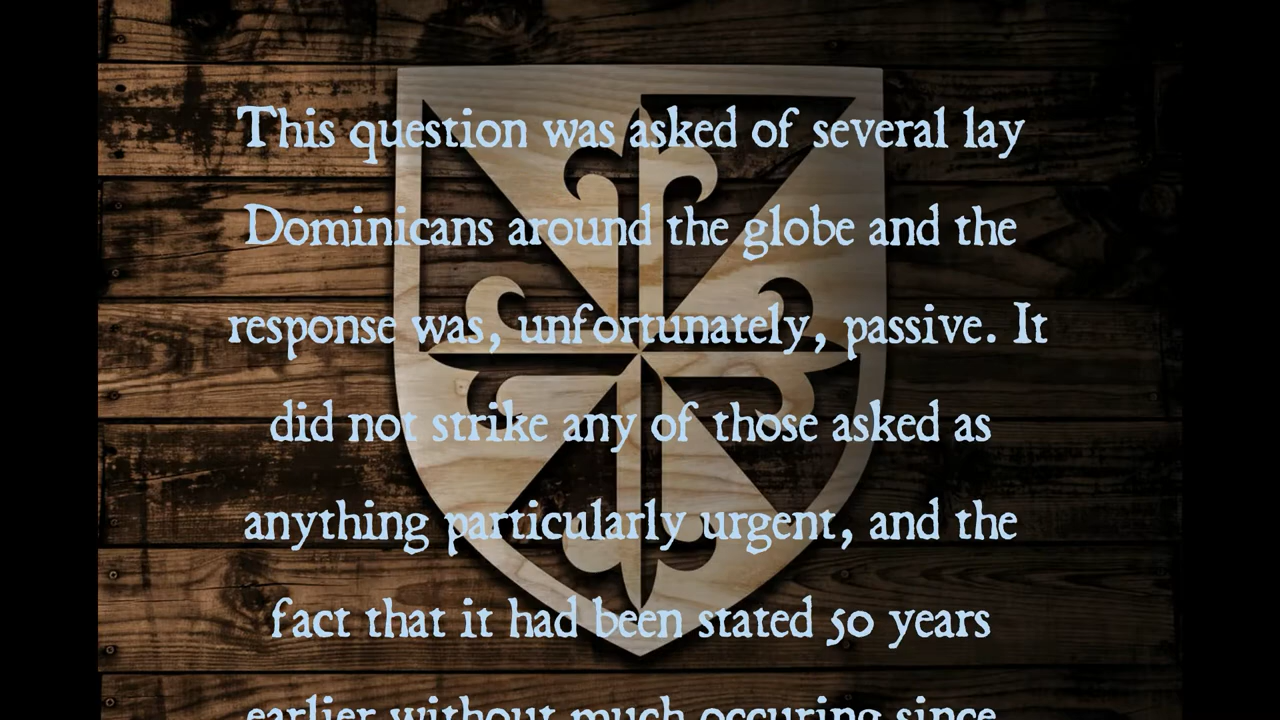 This question was asked of several lay
Dominicans around the globe and the
response was, unfortunately, passive. It
did not strike any of those asked as
anything particularly urgent, and the
fact that it had been stated 50 years
earlier without much occuring since